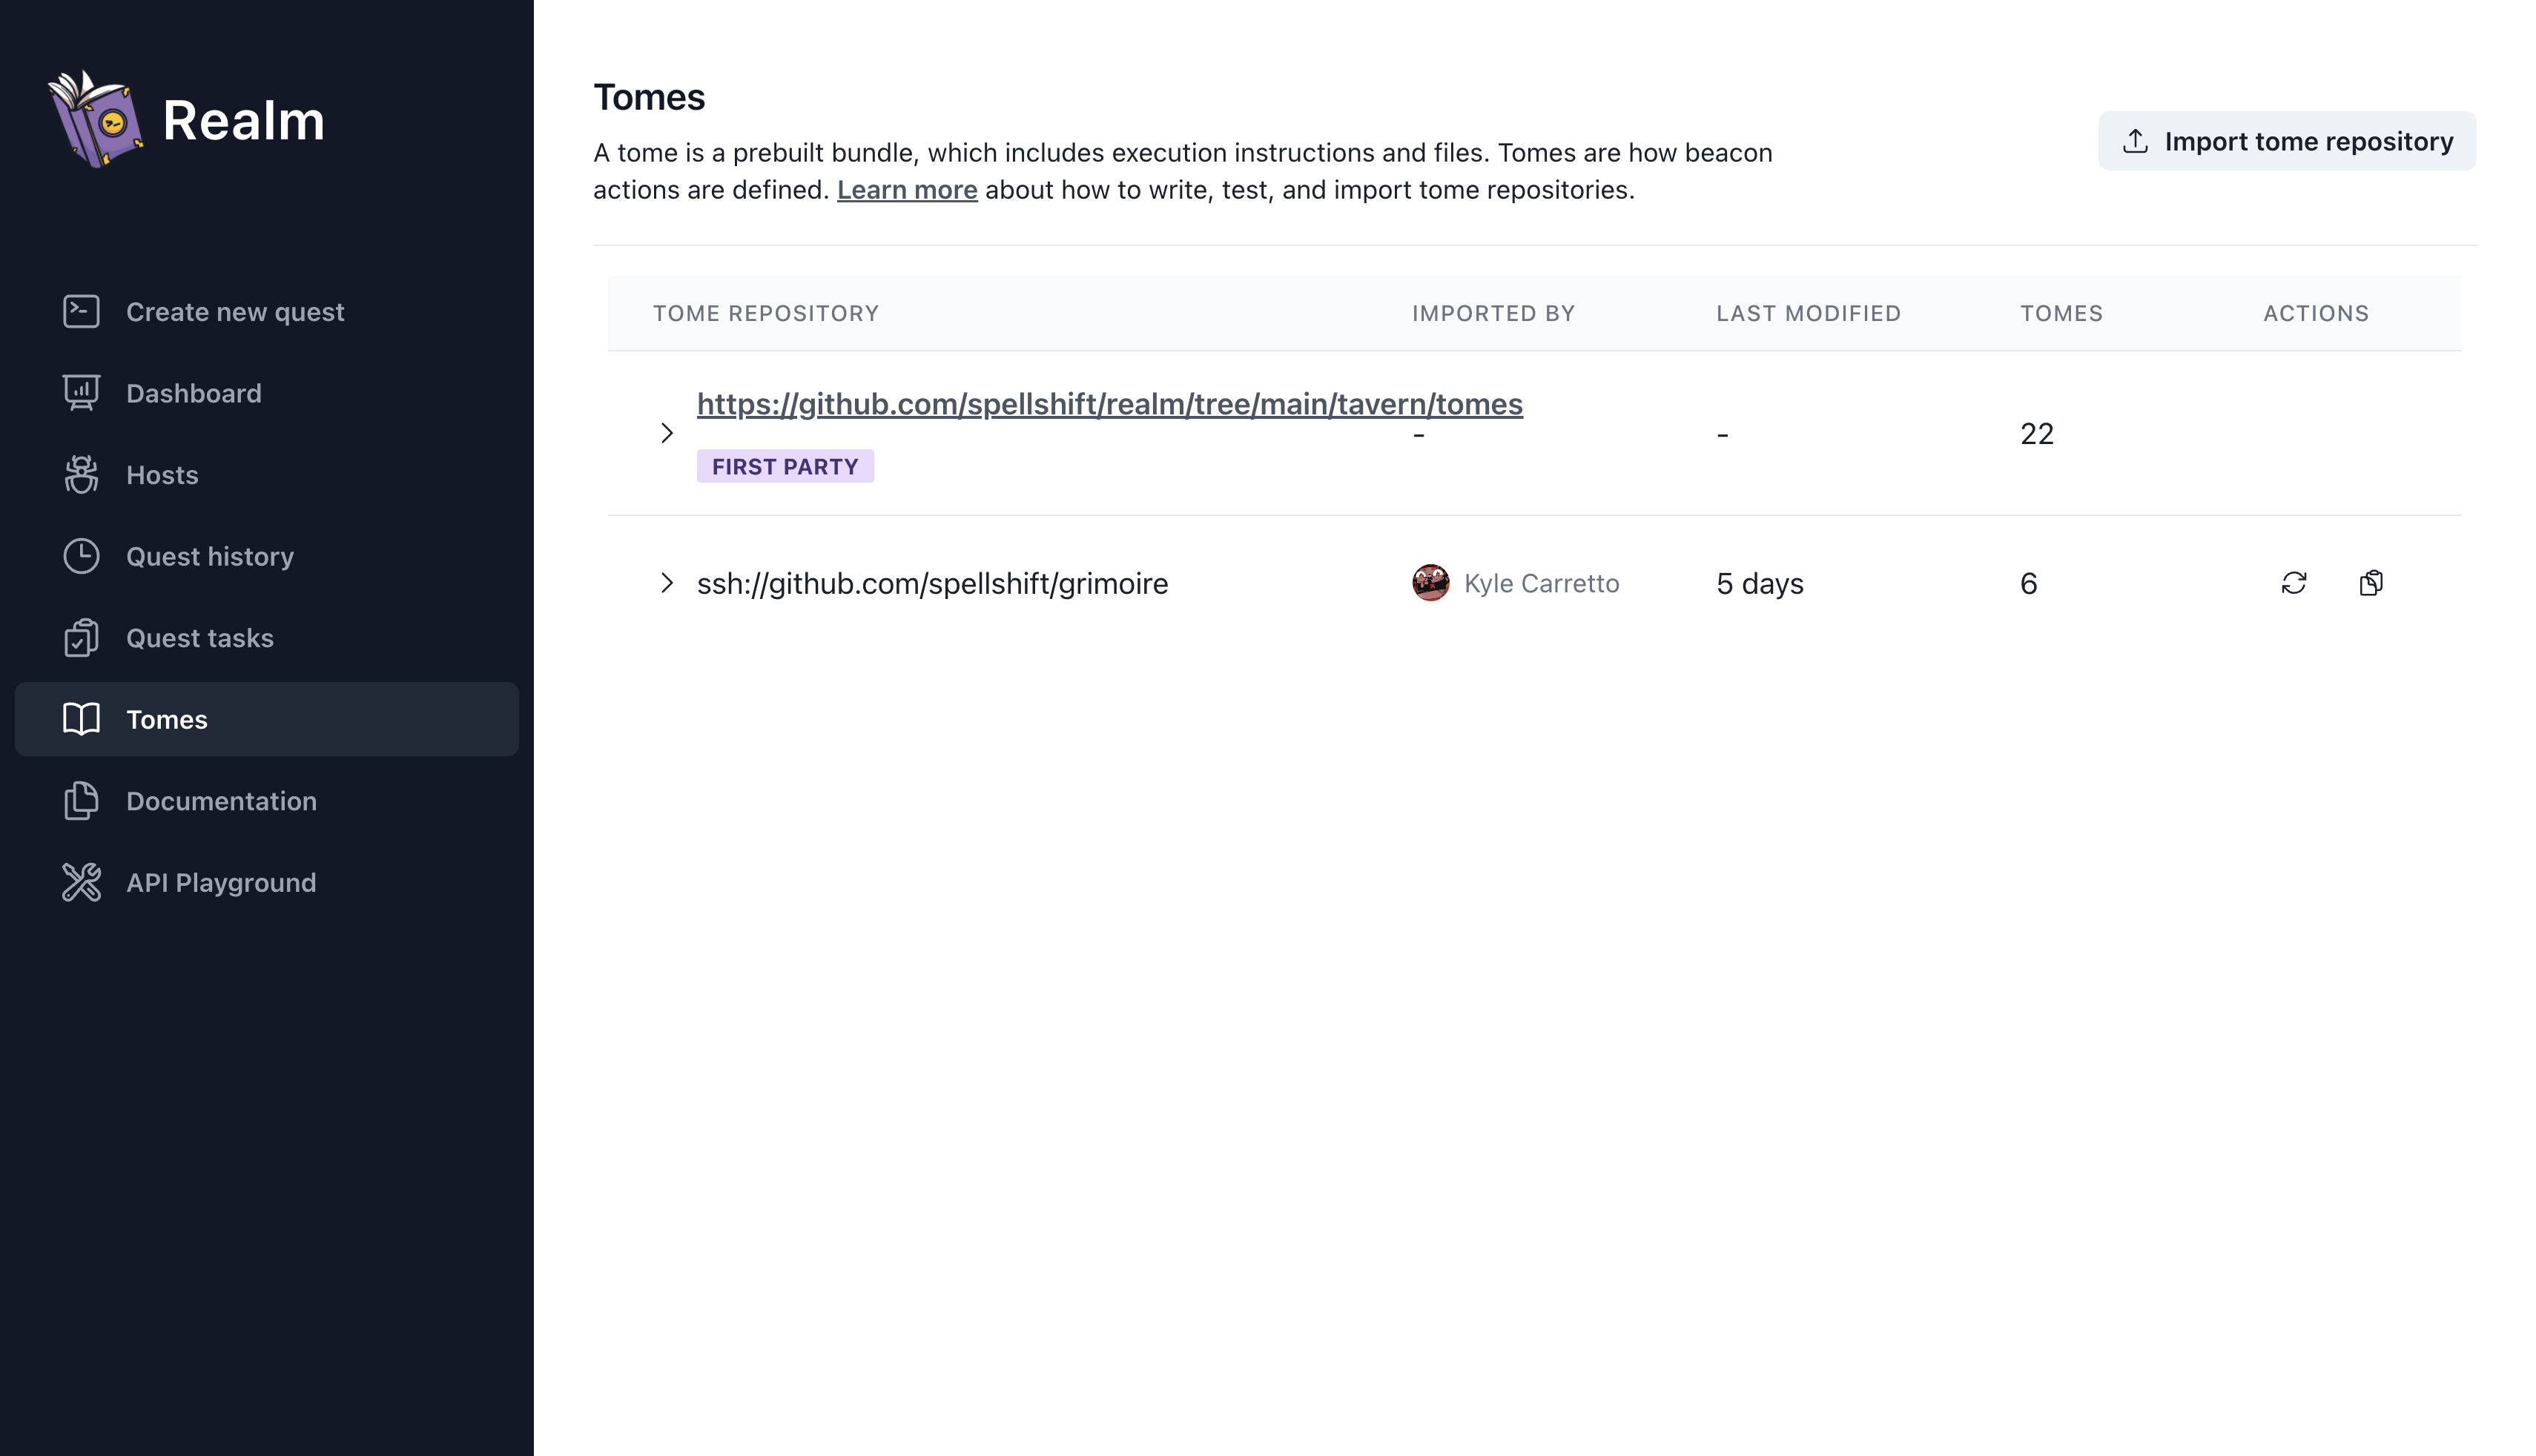 Realm
Create new quest
Dashboard
Hosts
Quest history
Quest tasks
Tomes
Documentation
API Playground
Tomes
A tome is a prebuilt bundle, which includes execution instructions and files. Tomes are how beacon
actions are defined. Learn more about how to write, test, and import tome repositories.
Import tome repository
TOME REPOSITORY IMPORTED BY LAST MODIFIED TOMES ACTIONS
https://github.com/spellshift/realm/tree/main/tavern/tomes
- - 22
FIRST PARTY
ssh://github.com/spellshift/grimoire Kyle Carretto 5 days 6